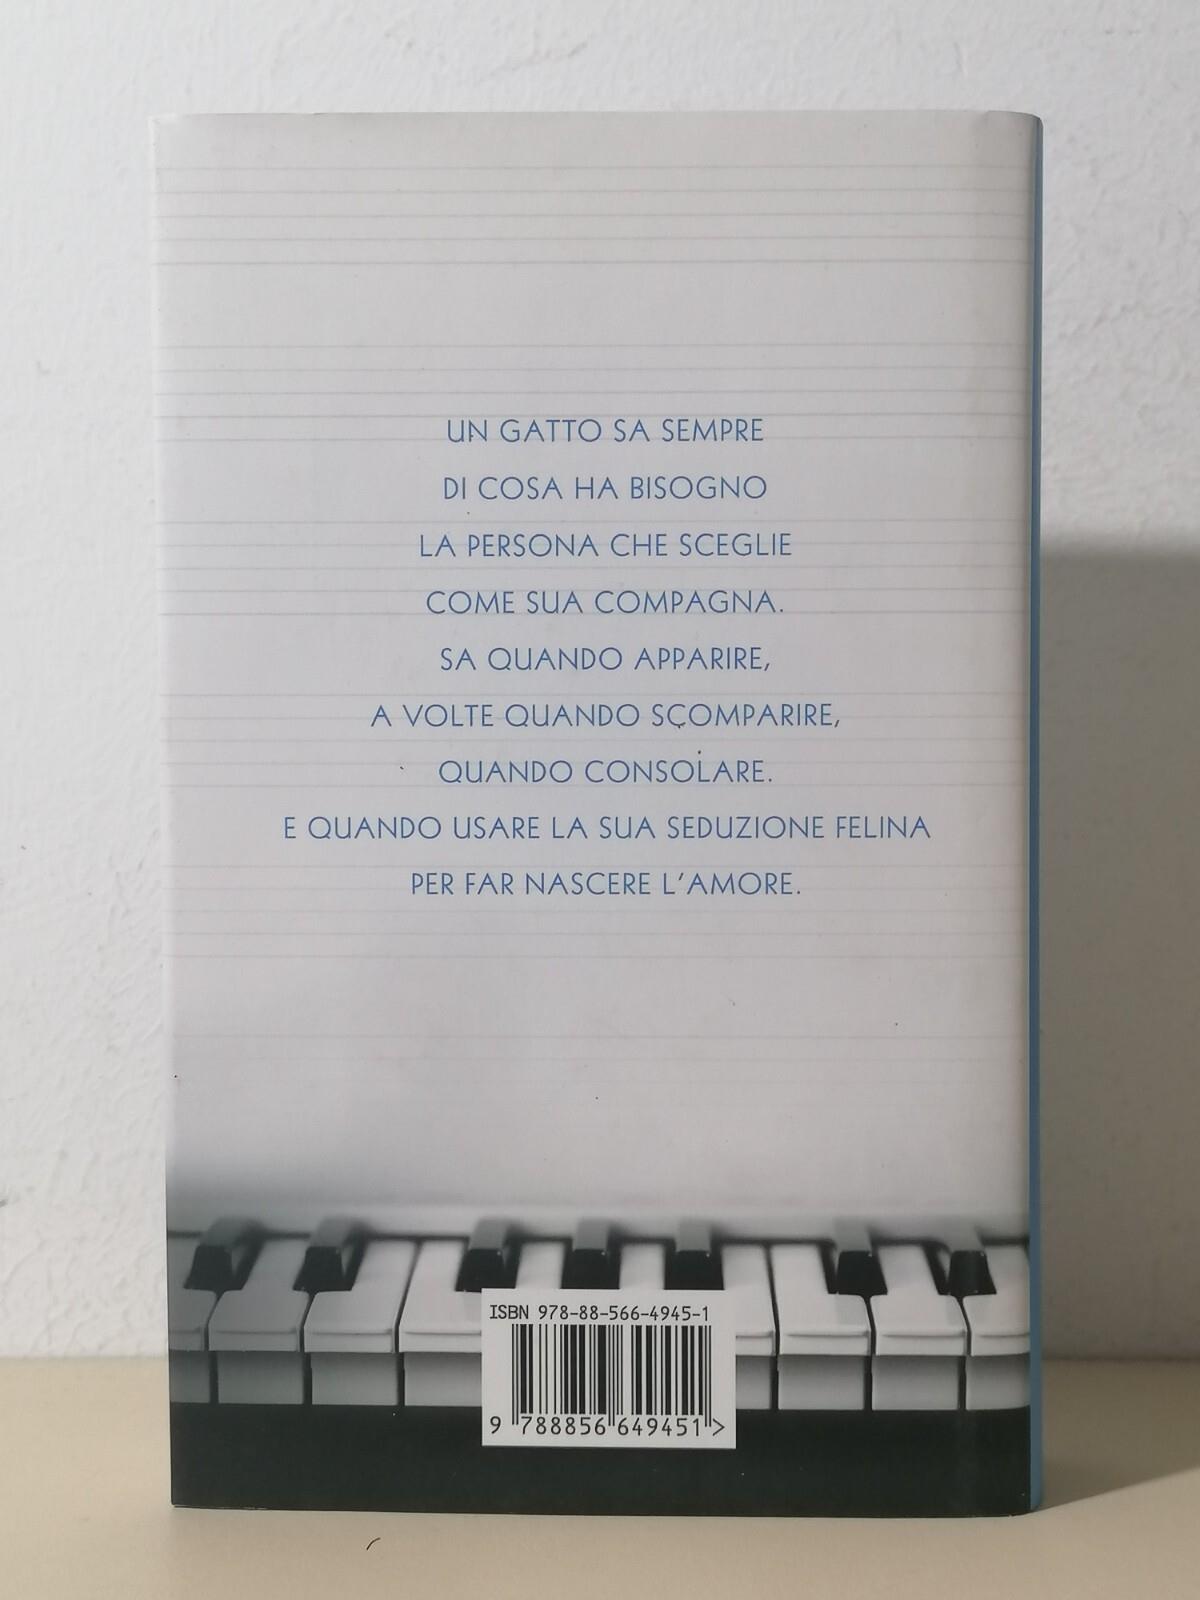 UN GATTO SA SEMPRE
DI COSA HA BISOGNO
LA PERSONA CHE SCEGLIE
COME SUA COMPAGNA.
SA QUANDO APPARIRE,
A VOLTE QUANDO SCOMPARIRE,
QUANDO CONSOLARE.
E QUANDO USARE LA SUA SEDUZIONE FELINA
PER FAR NASCERE L'AMORE.
ISBN 978-88-566-4945-1
9 788856 649451 >